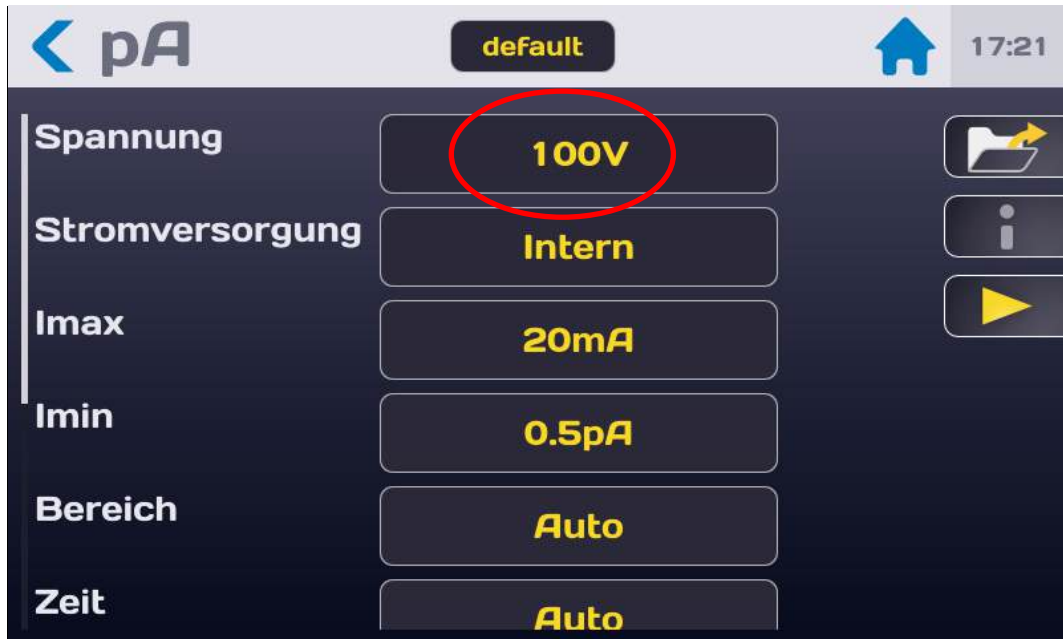 pA
default
17:21
Spannung
100V
Stromversorgung
Intern
Imax
20mA
Imin
0.5pA
Bereich
Auto
Zeit
Auto